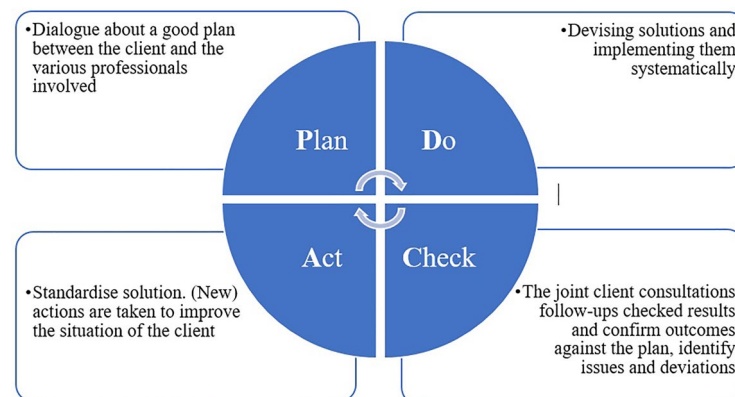 •Dialogue about a good plan
between the client and the
various professionals
involved
•Devising solutions and
implementing them
systematically
Plan
Do
Act
Check
•Standardise solution. (New)
actions are taken to improve
the situation of the client
•The joint client consultations
follow-ups checked results
and confirm outcomes
against the plan, identify
issues and deviations